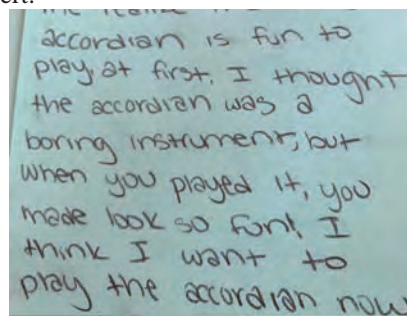 accordian is fun to
play. at first, I thought
the accordian was a
boring instrument, but
when you played it, you
made look so fun! I
think I want to
play the accordian now